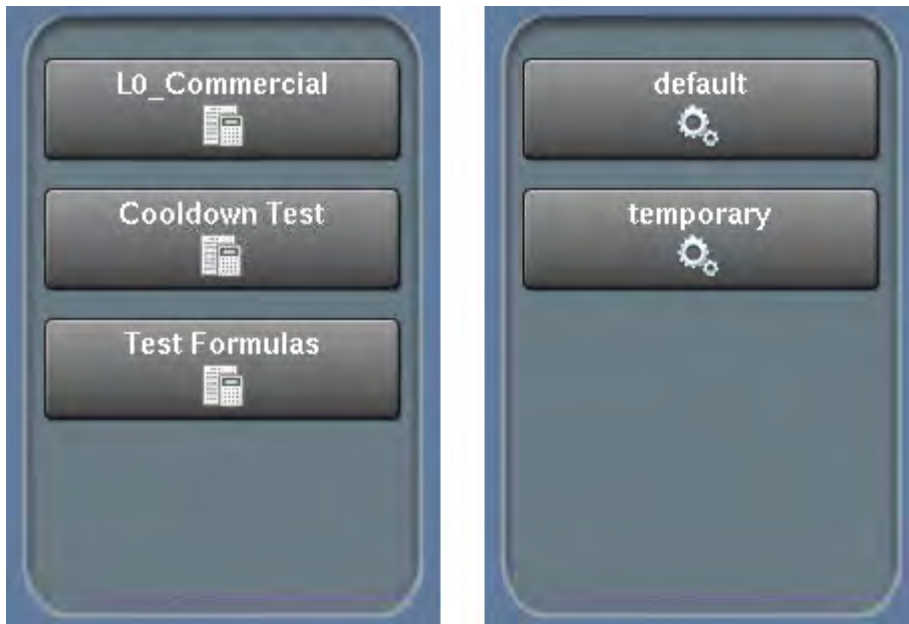 L0_Commercial
Cooldown Test
Test Formulas
default
temporary